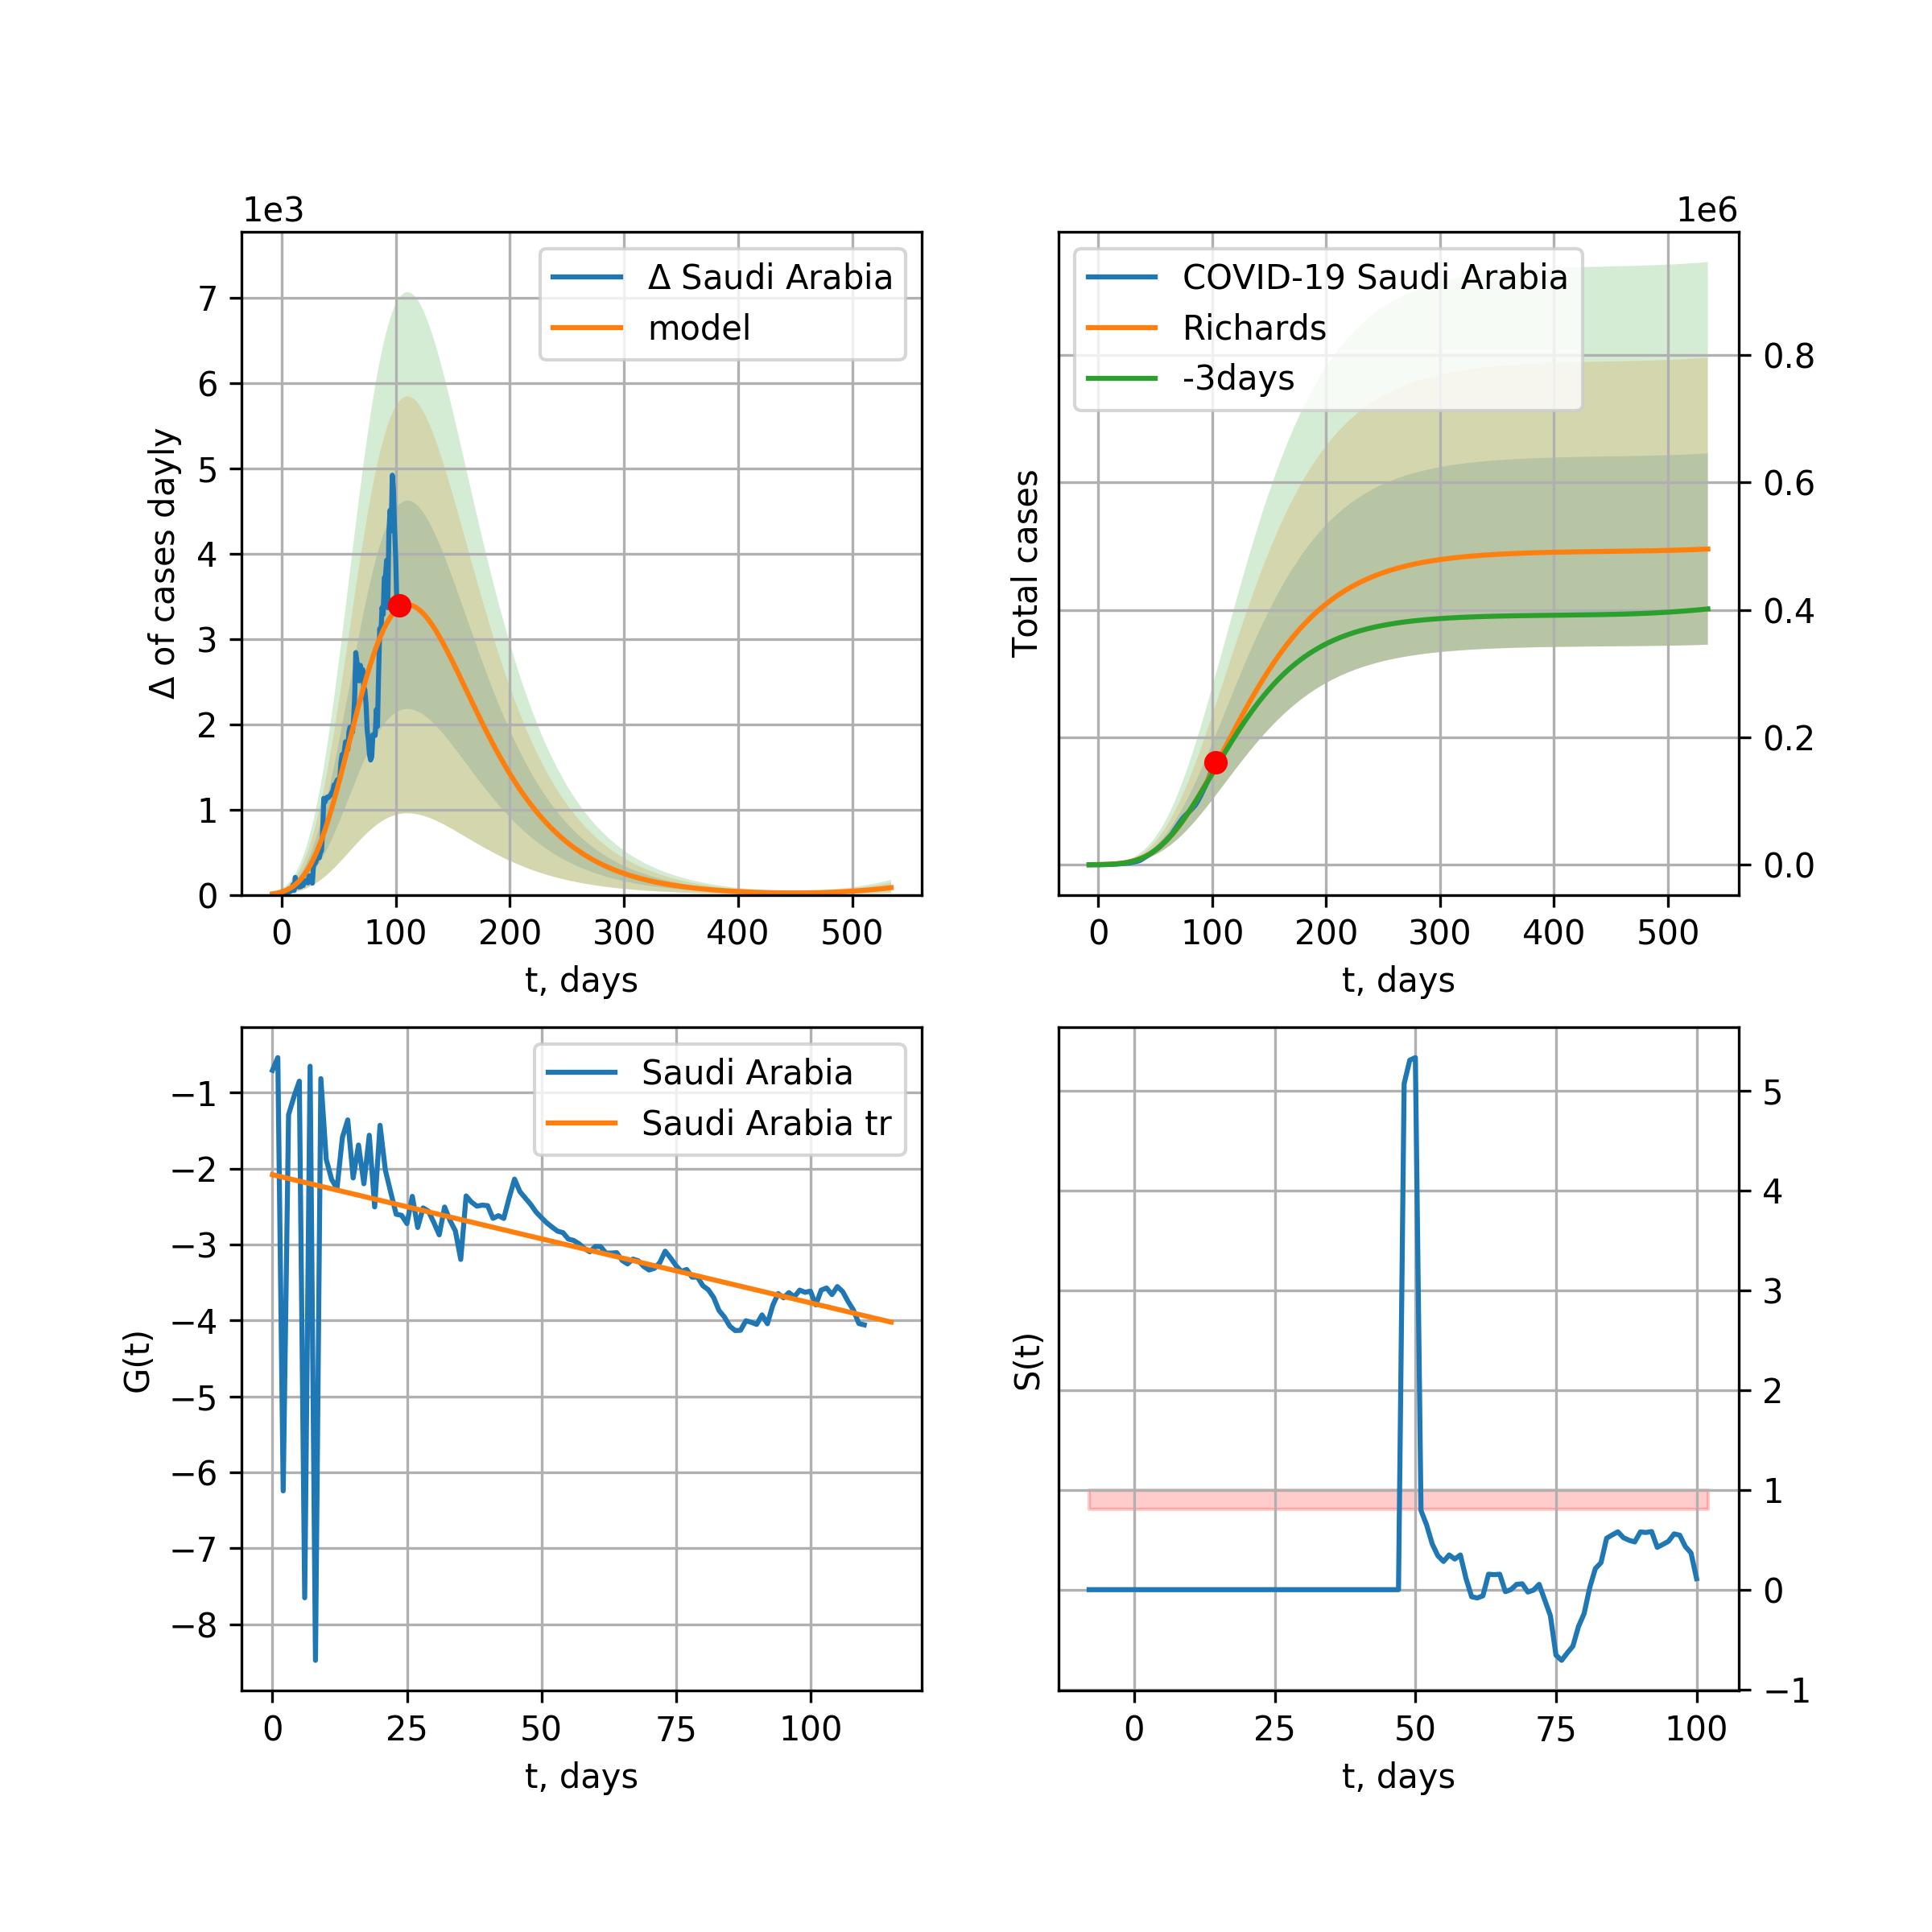 1e3
Δ of cases dayly
7
6
5
4
3
2
1
0
0 100 200 300 400 500
t, days
Δ Saudi Arabia
model
1e6
Total cases
COVID-19 Saudi Arabia
Richards
-3days
0.8
0.6
0.4
0.2
0.0
0 100 200 300 400 500
t, days
G(t)
−1
−2
−3
−4
−5
−6
−7
−8
0 25 50 75 100
t, days
Saudi Arabia
Saudi Arabia tr
S(t)
5
4
3
2
1
0
−1
0 25 50 75 100
t, days